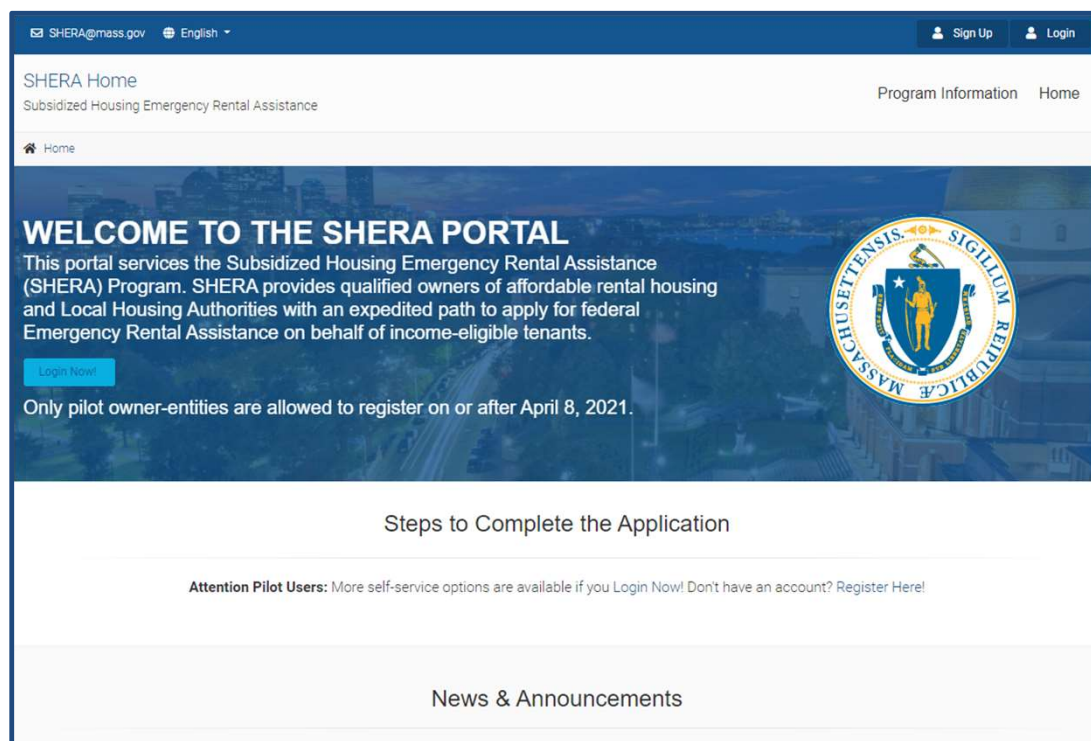 SHERA@mass.gov English Sign Up Login
SHERA Home
Subsidized Housing Emergency Rental Assistance
Program Information Home
Home
WELCOME TO THE SHERA PORTAL
This portal services the Subsidized Housing Emergency Rental Assistance
(SHERA) Program. SHERA provides qualified owners of affordable rental housing
and Local Housing Authorities with an expedited path to apply for federal
Emergency Rental Assistance on behalf of income-eligible tenants.
Login Now!
Only pilot owner-entities are allowed to register on or after April 8, 2021.
SIGILLUM REIPUBLICÆ MASSACHUSETTENSIS.
Steps to Complete the Application
Attention Pilot Users: More self-service options are available if you Login Now! Don't have an account? Register Here!
News & Announcements